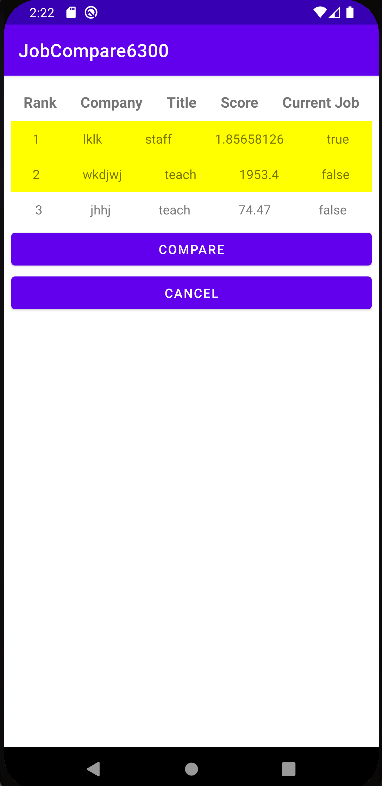 2:22
JobCompare6300
Rank Company Title Score Current Job
1 lklk staff 1.85658126 true
2 wkdjwj teach 1953.4 false
3 jhhj teach 74.47 false
COMPARE
CANCEL